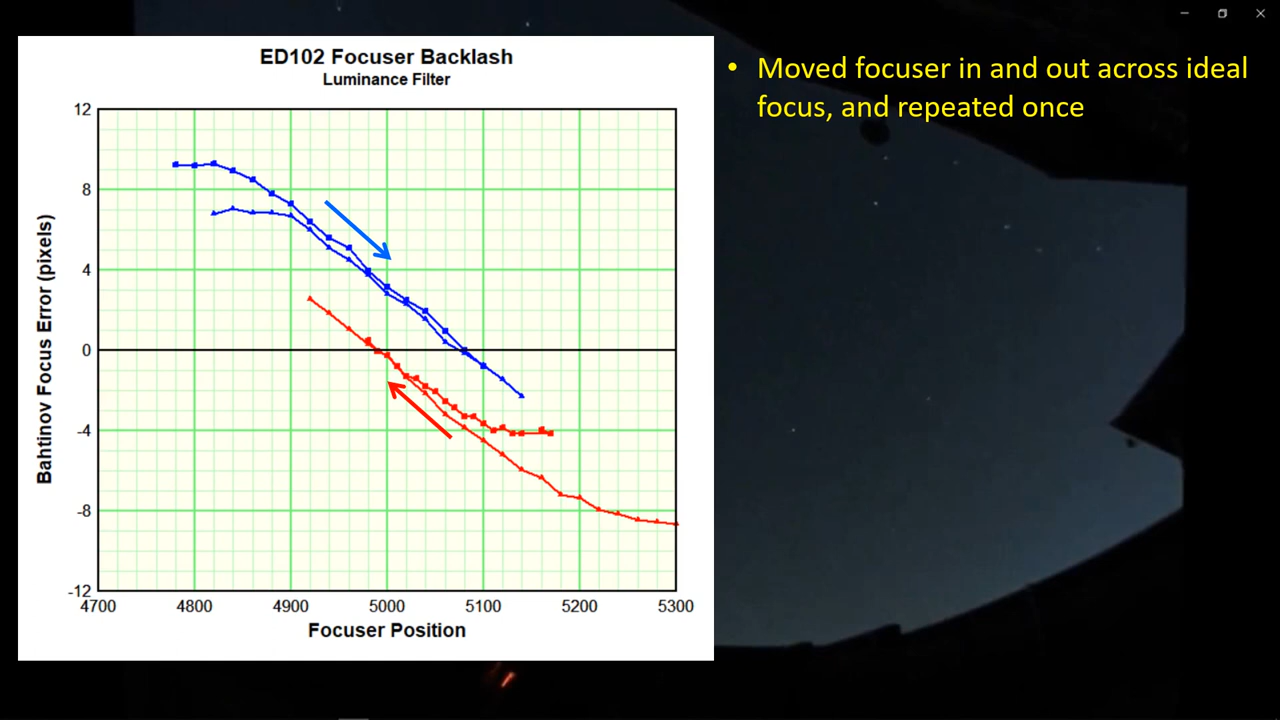 ED102 Focuser Backlash
Luminance Filter
• Moved focuser in and out across ideal
focus, and repeated once
Bahtinov Focus Error (pixels)
12
8
4
0
-4
-8
-12
4700 4800 4900 5000 5100 5200 5300
Focuser Position